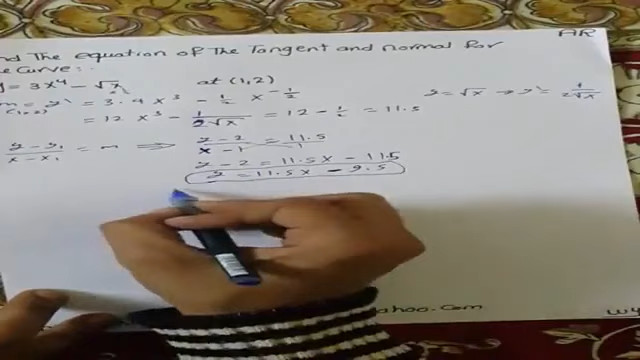 AR
nd The equation of The Tangent and normal for
e curve:-
y = 3x⁴ - √x at (1,2)
m = y\ = 3·4 x³ - 1/2 x^-1/2 y = √x → y\ = 1/2√x
(1,2)
= 12 x³ - 1/2√x = 12 - 1/2 = 11.5
y - y₁/x - x₁ = m ⟹ y - 2/x - 1 = 11.5/1
y - 2 = 11.5x - 11.5
y = 11.5x - 9.5
ahoo.com